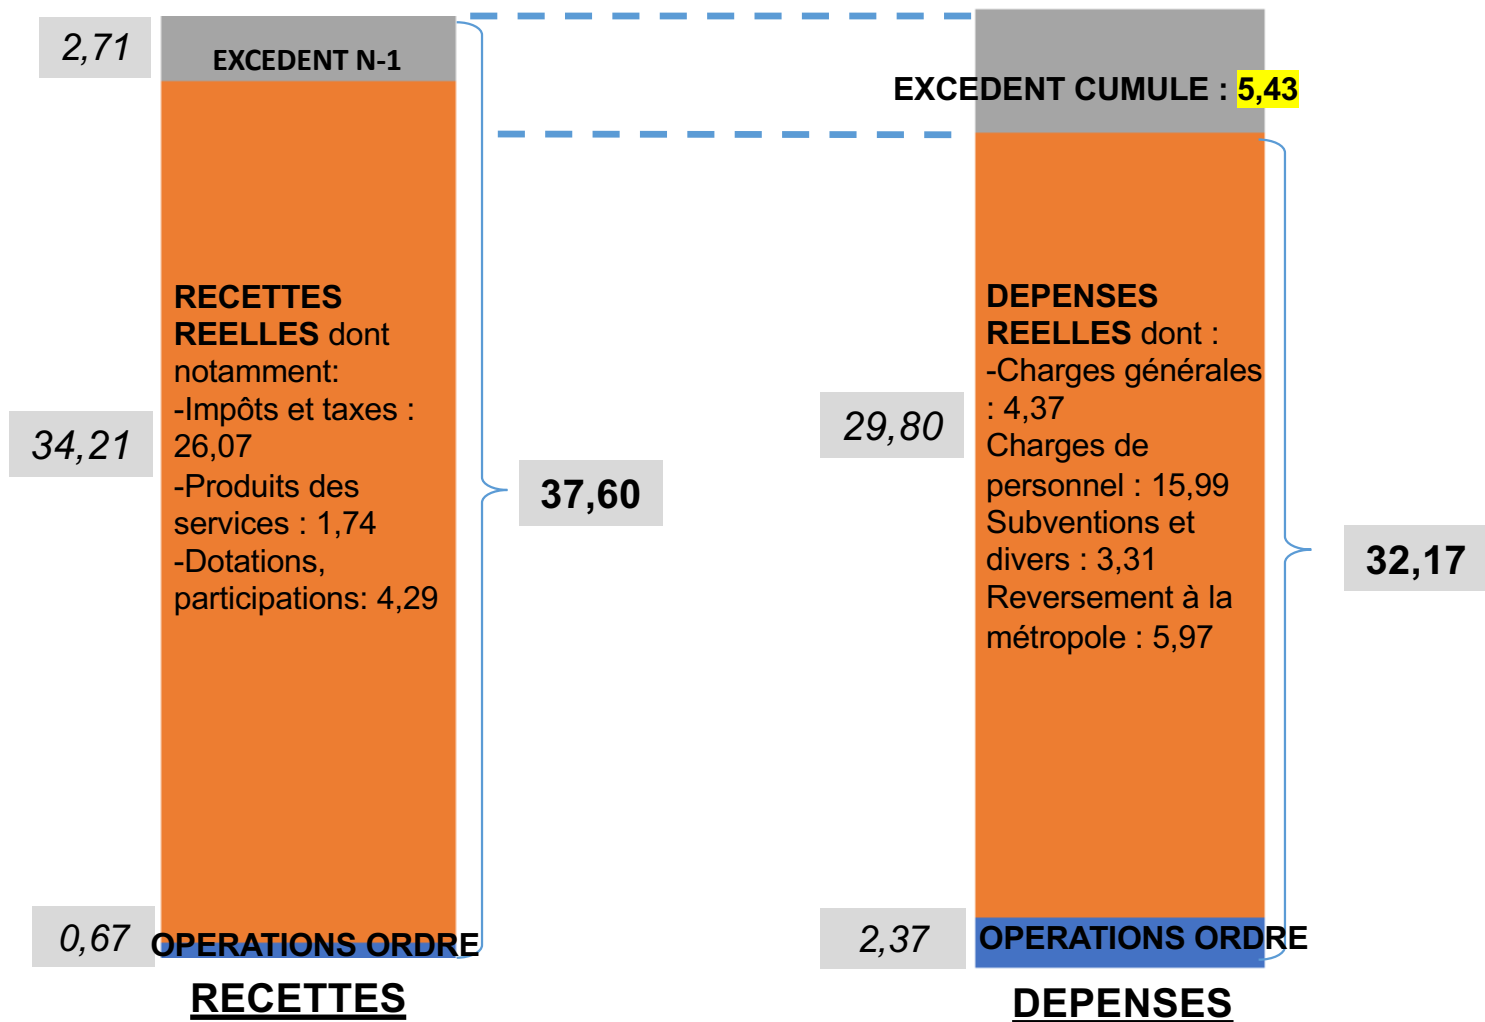 2,71
EXCEDENT N-1
RECETTES
REELLES dont
notamment:
-Impôts et taxes :
26,07
-Produits des
services : 1,74
-Dotations,
participations: 4,29
34,21
37,60
0,67
OPERATIONS ORDRE
RECETTES
EXCEDENT CUMULE : 5,43
DEPENSES
REELLES dont :
-Charges générales
: 4,37
Charges de
personnel : 15,99
Subventions et
divers : 3,31
Reversement à la
métropole : 5,97
29,80
32,17
2,37
OPERATIONS ORDRE
DEPENSES